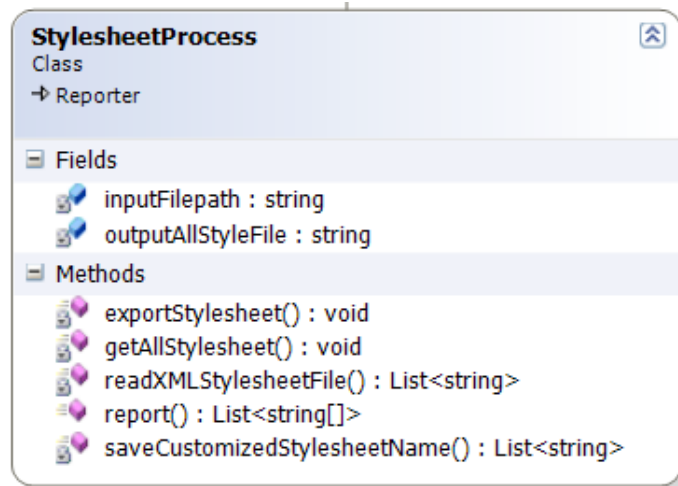 StylesheetProcess
Class
Reporter
Fields
inputFilepath : string
outputAllStyleFile : string
Methods
exportStylesheet() : void
getAllStylesheet() : void
readXMLStylesheetFile() : List<string>
report() : List<string[]>
saveCustomizedStylesheetName() : List<string>